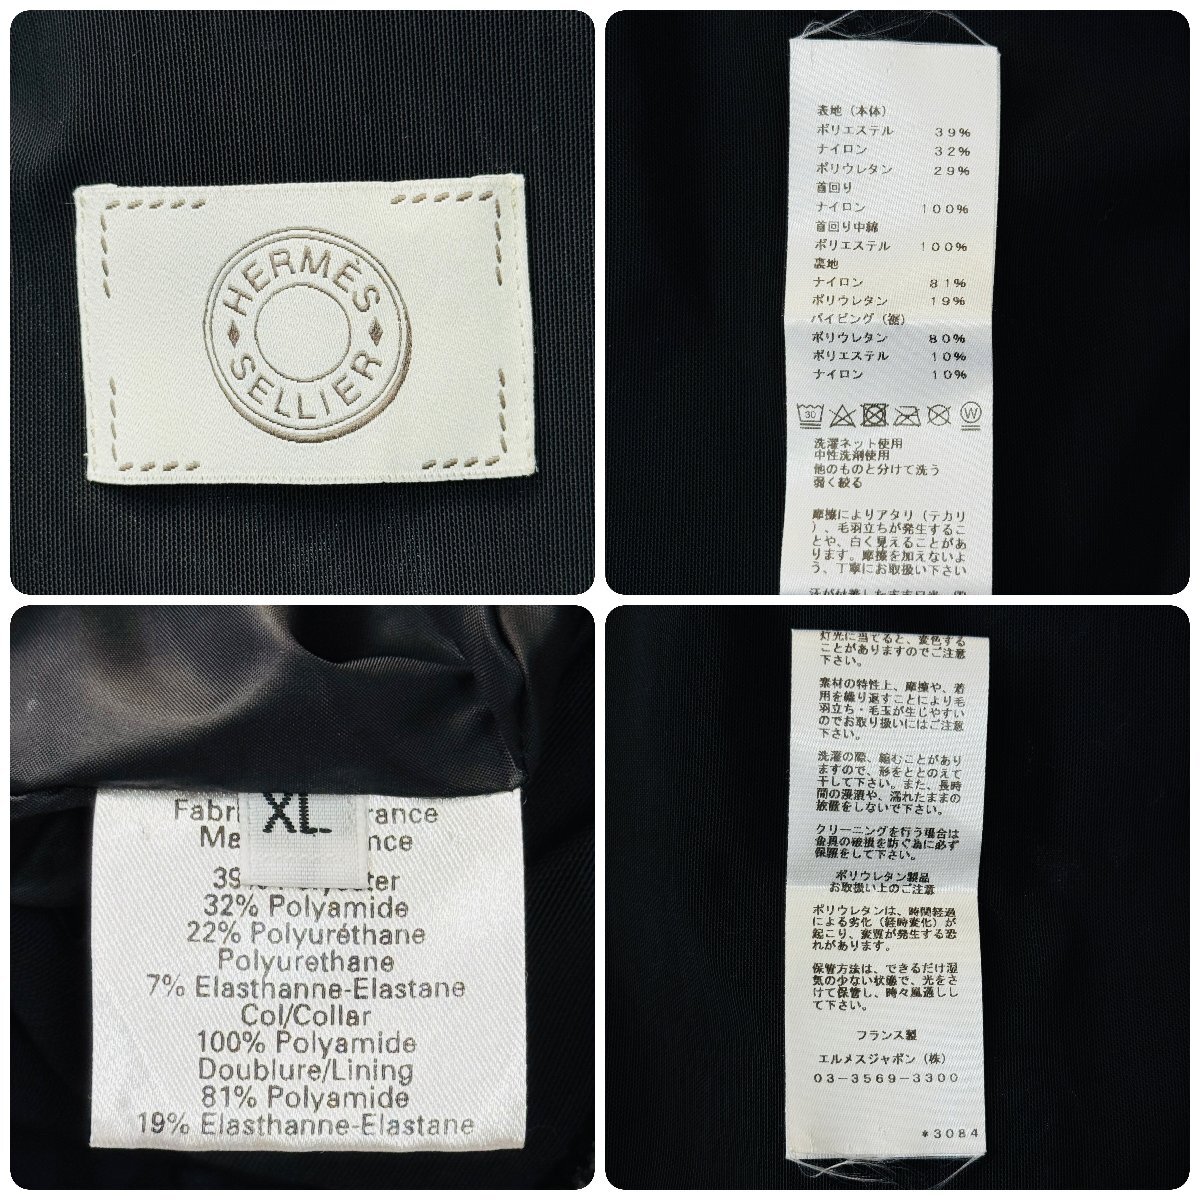 HERMÈS
SELLIER
表地(本体)
ポリエステル 39%
ナイロン 32%
ポリウレタン 29%
首回り
ナイロン 100%
首回り中綿
ポリエステル 100%
裏地
ナイロン 81%
ポリウレタン 19%
パイピング(裾)
ポリウレタン 80%
ポリエステル 10%
ナイロン 10%
30
W
洗濯ネット使用
中性洗剤使用
他のものと分けて洗う
弱く絞る
摩擦によりアタリ(テカリ
)、毛羽立ちが発生するこ
とや、白く見えることがあ
ります。摩擦を加えないよ
う、丁寧にお取扱い下さい
XL
32% Polyamide
22% Polyuréthane
Polyurethane
7% Elasthanne-Elastane
Col/Collar
100% Polyamide
Doublure/Lining
81% Polyamide
19% Elasthanne-Elastane
灯光に当てると、変色する
ことがありますのでご注意
下さい。
素材の特性上、摩擦や、着
用を繰り返すことにより毛
羽立ち・毛玉が生じやすい
のでお取り扱いにはご注意
下さい。
洗濯の際、縮むことがあり
ますので、形をととのえて
干して下さい。また、長時
間の浸漬や、濡れたままの
放置をしないで下さい。
クリーニングを行う場合は
金具の破損を防ぐ為に必ず
保護をして下さい。
ポリウレタン製品
お取扱い上のご注意
ポリウレタンは、時間経過
による劣化(経時変化)が
起こり、変質が発生する恐
れがあります。
保管方法は、できるだけ湿
気の少ない状態で、光をさ
けて保管し、時々風通しし
て下さい。
フランス製
エルメスジャポン(株)
03-3569-3300
*3084